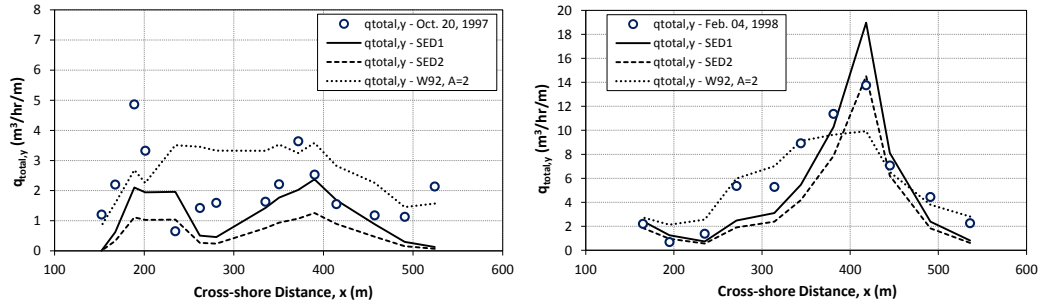 8
7
6
5
4
3
2
1
0
q_total,y (m³/hr/m)
qtotal,y - Oct. 20, 1997
qtotal,y - SED1
qtotal,y - SED2
qtotal,y - W92, A=2
100 200 300 400 500 600
Cross-shore Distance, x (m)
20
18
16
14
12
10
8
6
4
2
0
q_total,y (m³/hr/m)
qtotal,y - Feb. 04, 1998
qtotal,y - SED1
qtotal,y - SED2
qtotal,y - W92, A=2
100 200 300 400 500 600
Cross-shore Distance, x (m)